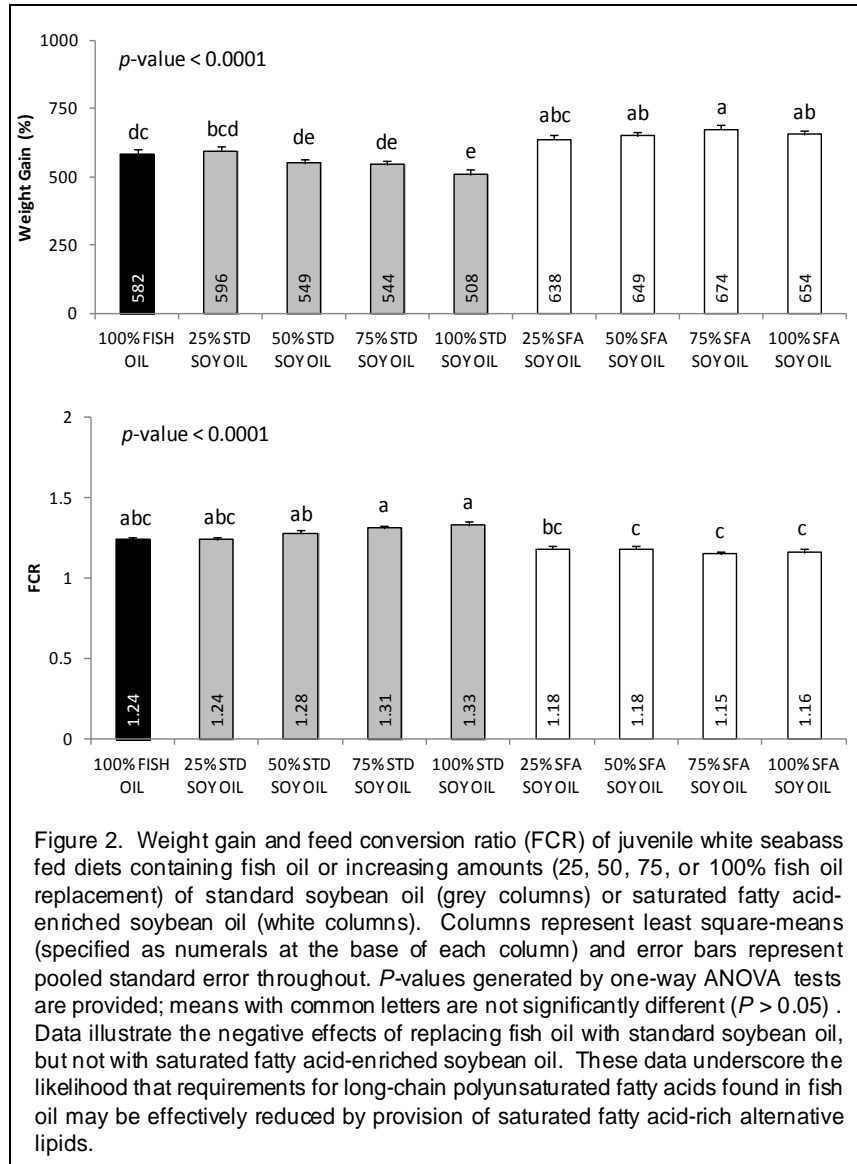 1000
p-value < 0.0001
dc bcd de de e abc ab a ab
750
500
250
0
Weight Gain (%)
582 596 549 544 508 638 649 674 654
100% FISH 25% STD 50% STD 75% STD 100% STD 25% SFA 50% SFA 75% SFA 100% SFA
OIL SOY OIL SOY OIL SOY OIL SOY OIL SOY OIL SOY OIL SOY OIL SOY OIL
2
p-value < 0.0001
1.5
abc abc ab a a bc c c c
1
FCR
0.5
0
1.24 1.24 1.28 1.31 1.33 1.18 1.18 1.15 1.16
100% FISH 25% STD 50% STD 75% STD 100% STD 25% SFA 50% SFA 75% SFA 100% SFA
OIL SOY OIL SOY OIL SOY OIL SOY OIL SOY OIL SOY OIL SOY OIL SOY OIL
Figure 2. Weight gain and feed conversion ratio (FCR) of juvenile white seabass
fed diets containing fish oil or increasing amounts (25, 50, 75, or 100% fish oil
replacement) of standard soybean oil (grey columns) or saturated fatty acid-
enriched soybean oil (white columns). Columns represent least square-means
(specified as numerals at the base of each column) and error bars represent
pooled standard error throughout. P-values generated by one-way ANOVA tests
are provided; means with common letters are not significantly different (P > 0.05) .
Data illustrate the negative effects of replacing fish oil with standard soybean oil,
but not with saturated fatty acid-enriched soybean oil. These data underscore the
likelihood that requirements for long-chain polyunsaturated fatty acids found in fish
oil may be effectively reduced by provision of saturated fatty acid-rich alternative
lipids.